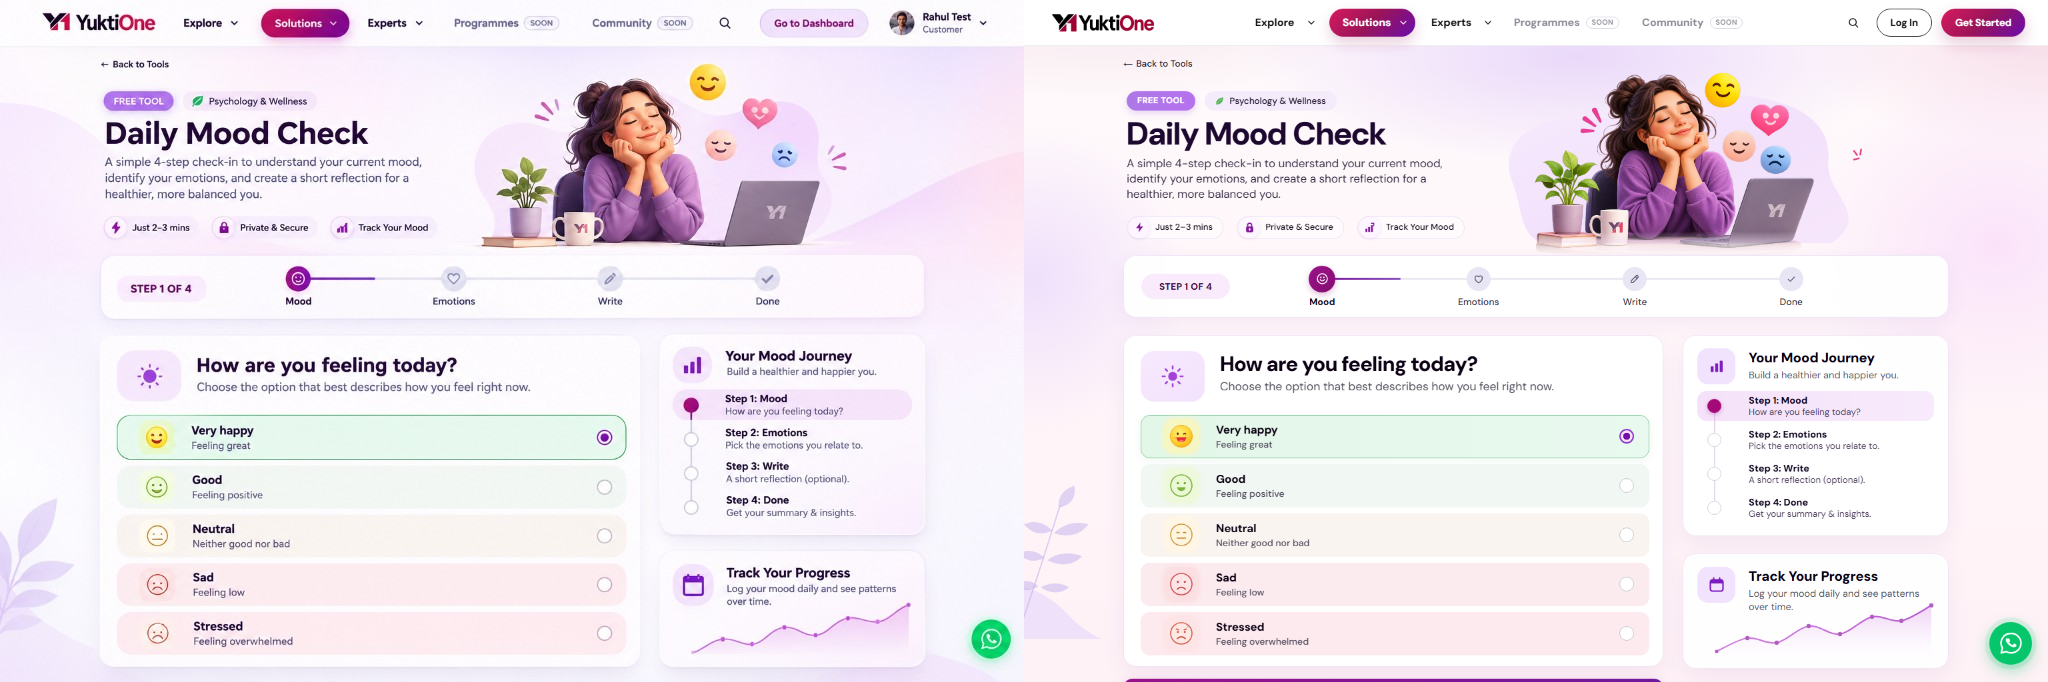 YuktiOne
Explore
Solutions
Experts
Programmes SOON
Community SOON
Go to Dashboard
Rahul Test
Customer
← Back to Tools
FREE TOOL
Psychology & Wellness
Daily Mood Check
A simple 4-step check-in to understand your current mood,
identify your emotions, and create a short reflection for a
healthier, more balanced you.
Just 2–3 mins
Private & Secure
Track Your Mood
STEP 1 OF 4
Mood
Emotions
Write
Done
How are you feeling today?
Choose the option that best describes how you feel right now.
Very happy
Feeling great
Good
Feeling positive
Neutral
Neither good nor bad
Sad
Feeling low
Stressed
Feeling overwhelmed
Your Mood Journey
Build a healthier and happier you.
Step 1: Mood
How are you feeling today?
Step 2: Emotions
Pick the emotions you relate to.
Step 3: Write
A short reflection (optional).
Step 4: Done
Get your summary & insights.
Track Your Progress
Log your mood daily and see patterns
over time.
YuktiOne
Explore
Solutions
Experts
Programmes SOON
Community SOON
Log In
Get Started
← Back to Tools
FREE TOOL
Psychology & Wellness
Daily Mood Check
A simple 4-step check-in to understand your current mood,
identify your emotions, and create a short reflection for a
healthier, more balanced you.
Just 2–3 mins
Private & Secure
Track Your Mood
STEP 1 OF 4
Mood
Emotions
Write
Done
How are you feeling today?
Choose the option that best describes how you feel right now.
Very happy
Feeling great
Good
Feeling positive
Neutral
Neither good nor bad
Sad
Feeling low
Stressed
Feeling overwhelmed
Your Mood Journey
Build a healthier and happier you.
Step 1: Mood
How are you feeling today?
Step 2: Emotions
Pick the emotions you relate to.
Step 3: Write
A short reflection (optional).
Step 4: Done
Get your summary & insights.
Track Your Progress
Log your mood daily and see patterns
over time.